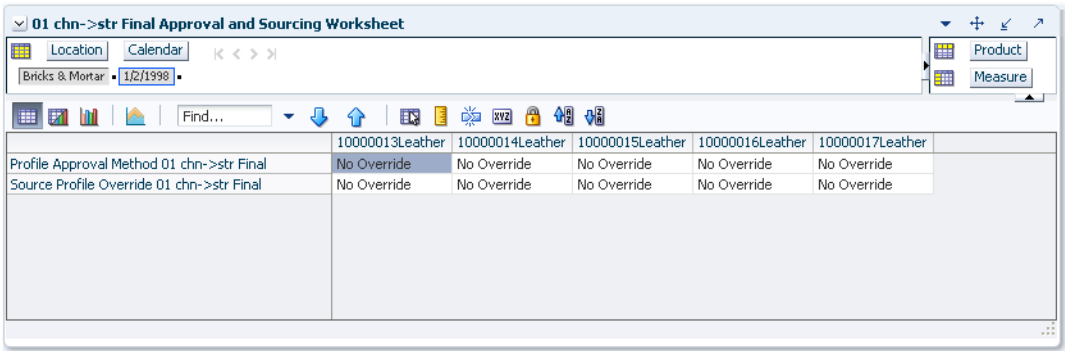 01 chn->str Final Approval and Sourcing Worksheet
Location Calendar
Product
Bricks & Mortar 1/2/1998
Measure
Find... XYZ A Z Z A
10000013Leather 10000014Leather 10000015Leather 10000016Leather 10000017Leather
Profile Approval Method 01 chn->str Final No Override No Override No Override No Override No Override
Source Profile Override 01 chn->str Final No Override No Override No Override No Override No Override